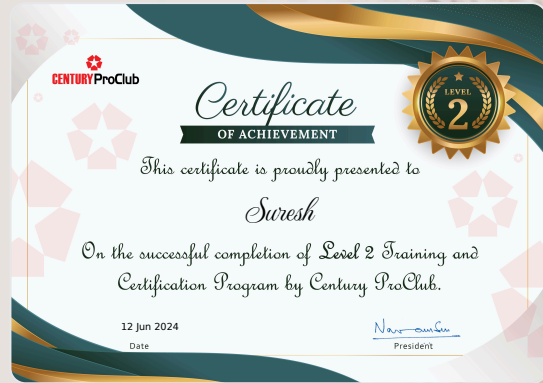 CENTURY ProClub
Certificate
OF ACHIEVEMENT
LEVEL
2
This certificate is proudly presented to
Suresh
On the successful completion of Level 2 Training and
Certification Program by Century ProClub.
12 Jun 2024
Date
President